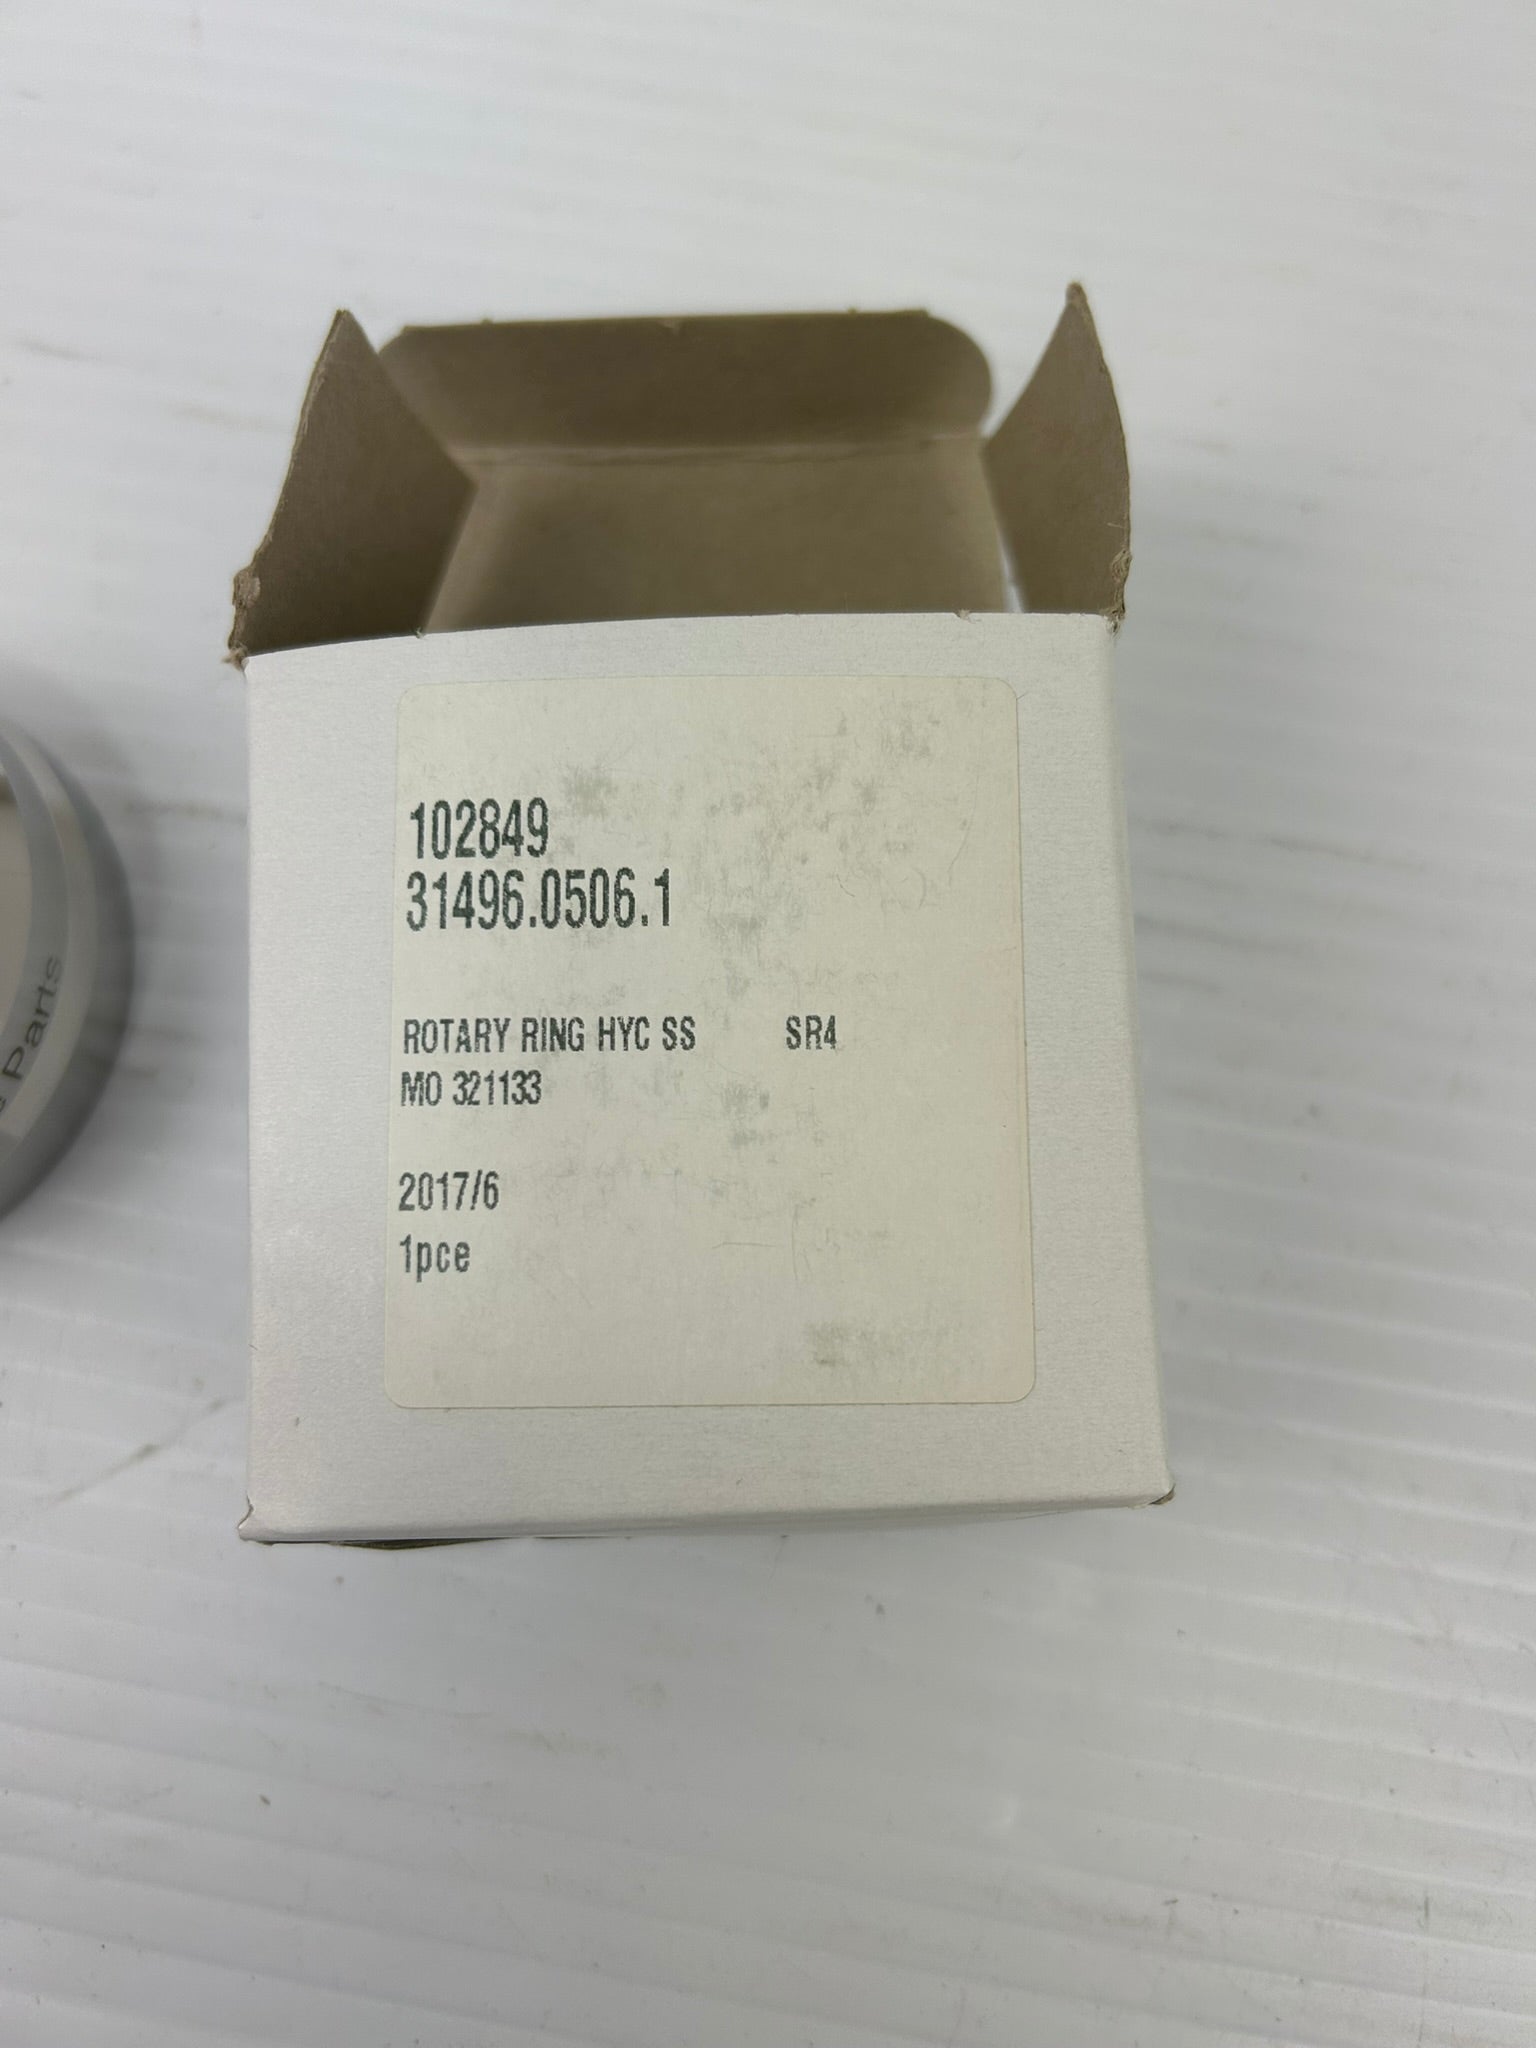 102849
31496.0506.1
ROTARY RING HYC SS SR4
MO 321133
2017/6
1pce
Parts